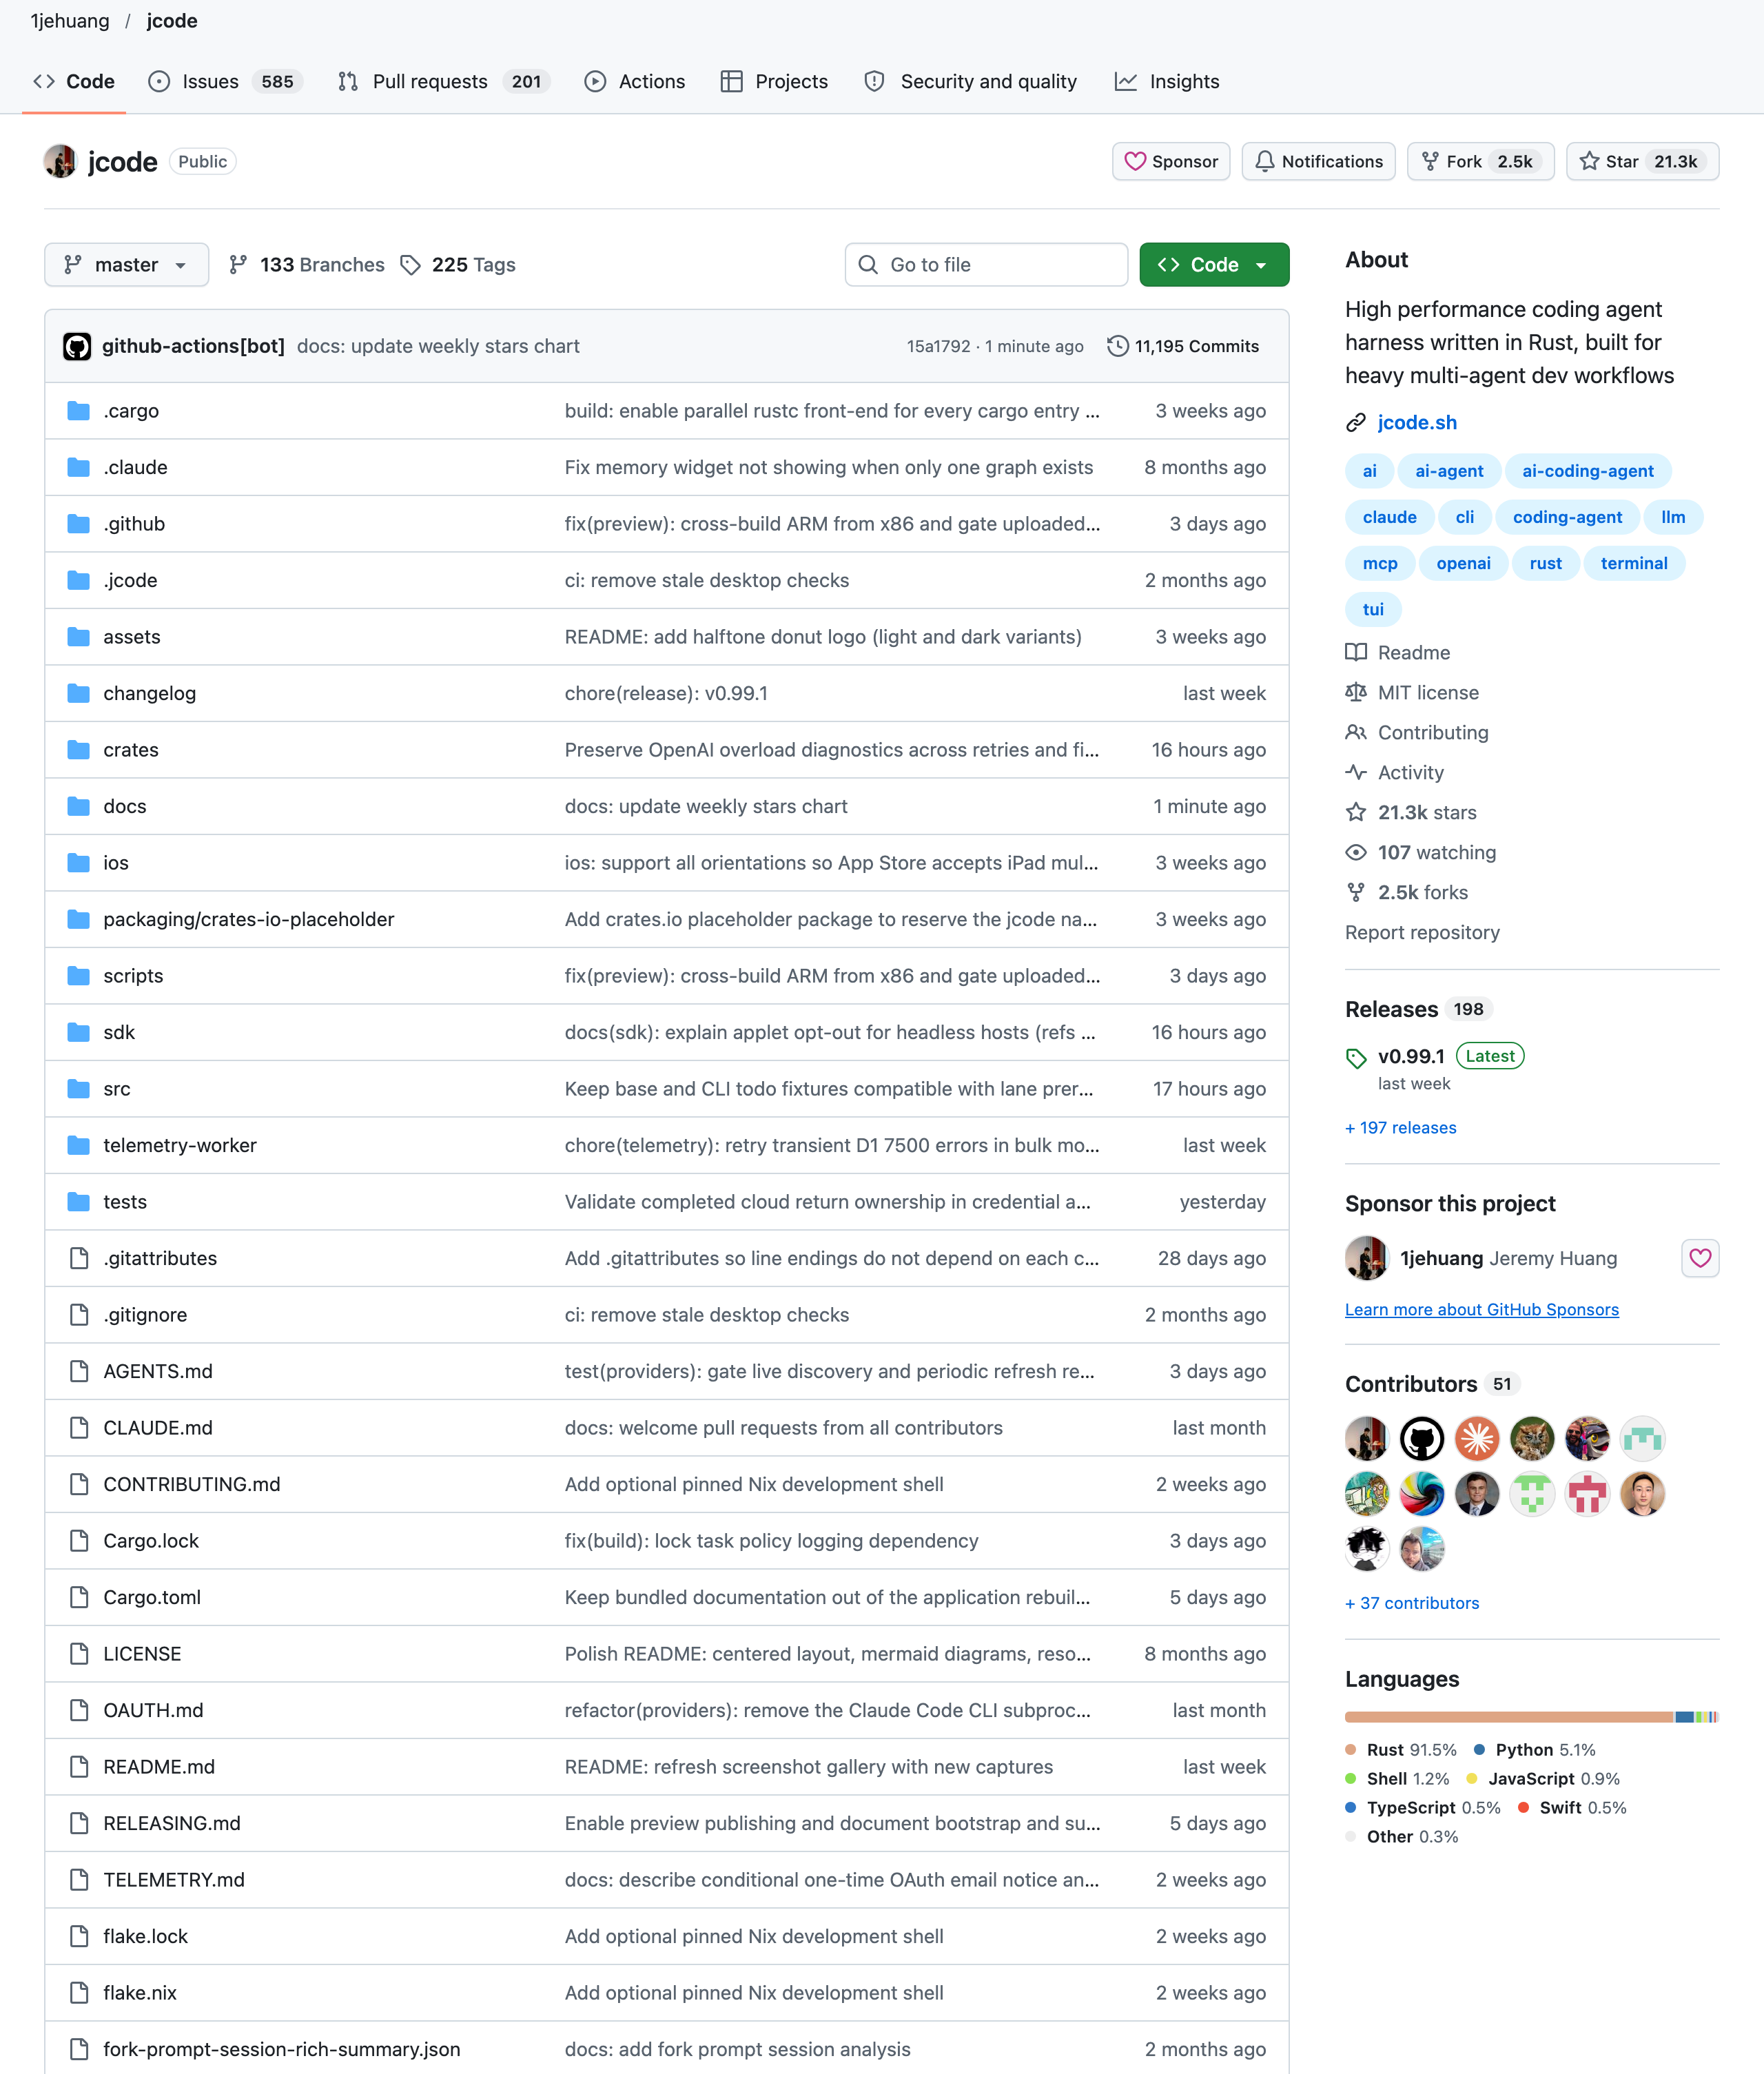 1jehuang / jcode
Code Issues 585 Pull requests 201 Actions Projects Security and quality Insights
jcode Public Sponsor Notifications Fork 2.5k Star 21.3k
master 133 Branches 225 Tags Go to file Code
github-actions[bot] docs: update weekly stars chart 15a1792 · 1 minute ago 11,195 Commits
.cargo build: enable parallel rustc front-end for every cargo entry ... 3 weeks ago
.claude Fix memory widget not showing when only one graph exists 8 months ago
.github fix(preview): cross-build ARM from x86 and gate uploaded... 3 days ago
.jcode ci: remove stale desktop checks 2 months ago
assets README: add halftone donut logo (light and dark variants) 3 weeks ago
changelog chore(release): v0.99.1 last week
crates Preserve OpenAI overload diagnostics across retries and fi... 16 hours ago
docs docs: update weekly stars chart 1 minute ago
ios ios: support all orientations so App Store accepts iPad mul... 3 weeks ago
packaging/crates-io-placeholder Add crates.io placeholder package to reserve the jcode na... 3 weeks ago
scripts fix(preview): cross-build ARM from x86 and gate uploaded... 3 days ago
sdk docs(sdk): explain applet opt-out for headless hosts (refs ... 16 hours ago
src Keep base and CLI todo fixtures compatible with lane prer... 17 hours ago
telemetry-worker chore(telemetry): retry transient D1 7500 errors in bulk mo... last week
tests Validate completed cloud return ownership in credential a... yesterday
.gitattributes Add .gitattributes so line endings do not depend on each c... 28 days ago
.gitignore ci: remove stale desktop checks 2 months ago
AGENTS.md test(providers): gate live discovery and periodic refresh re... 3 days ago
CLAUDE.md docs: welcome pull requests from all contributors last month
CONTRIBUTING.md Add optional pinned Nix development shell 2 weeks ago
Cargo.lock fix(build): lock task policy logging dependency 3 days ago
Cargo.toml Keep bundled documentation out of the application rebuil... 5 days ago
LICENSE Polish README: centered layout, mermaid diagrams, reso... 8 months ago
OAUTH.md refactor(providers): remove the Claude Code CLI subproc... last month
README.md README: refresh screenshot gallery with new captures last week
RELEASING.md Enable preview publishing and document bootstrap and su... 5 days ago
TELEMETRY.md docs: describe conditional one-time OAuth email notice an... 2 weeks ago
flake.lock Add optional pinned Nix development shell 2 weeks ago
flake.nix Add optional pinned Nix development shell 2 weeks ago
fork-prompt-session-rich-summary.json docs: add fork prompt session analysis 2 months ago
About
High performance coding agent
harness written in Rust, built for
heavy multi-agent dev workflows
jcode.sh
ai ai-agent ai-coding-agent
claude cli coding-agent llm
mcp openai rust terminal
tui
Readme
MIT license
Contributing
Activity
21.3k stars
107 watching
2.5k forks
Report repository
Releases 198
v0.99.1 Latest
last week
+ 197 releases
Sponsor this project
1jehuang Jeremy Huang
Learn more about GitHub Sponsors
Contributors 51
+ 37 contributors
Languages
Rust 91.5% Python 5.1%
Shell 1.2% JavaScript 0.9%
TypeScript 0.5% Swift 0.5%
Other 0.3%